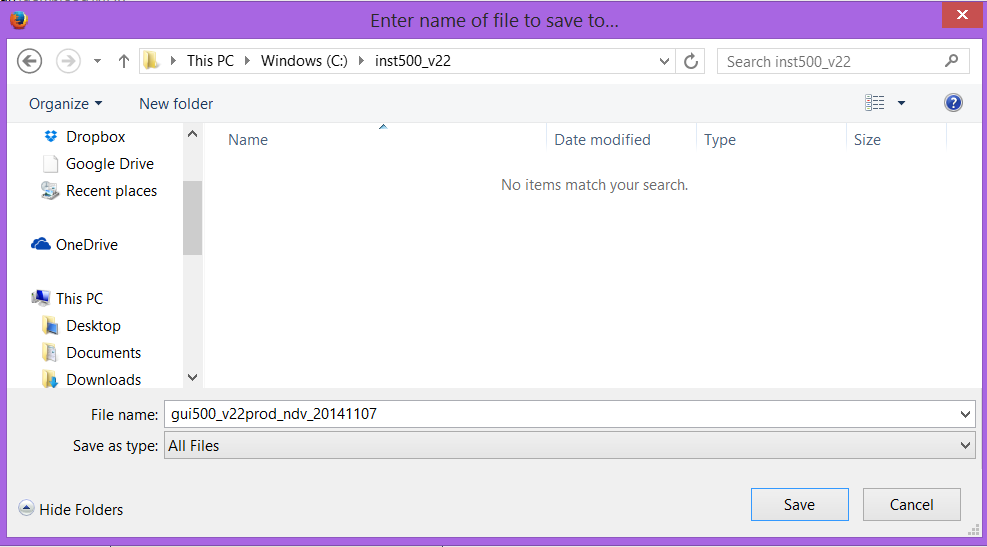 Enter name of file to save to...
This PC Windows (C:) inst500_v22
Search inst500_v22
Organize New folder
Name Date modified Type Size
No items match your search.
Dropbox
Google Drive
Recent places
OneDrive
This PC
Desktop
Documents
Downloads
File name: gui500_v22prod_ndv_20141107
Save as type: All Files
Hide Folders
Save Cancel